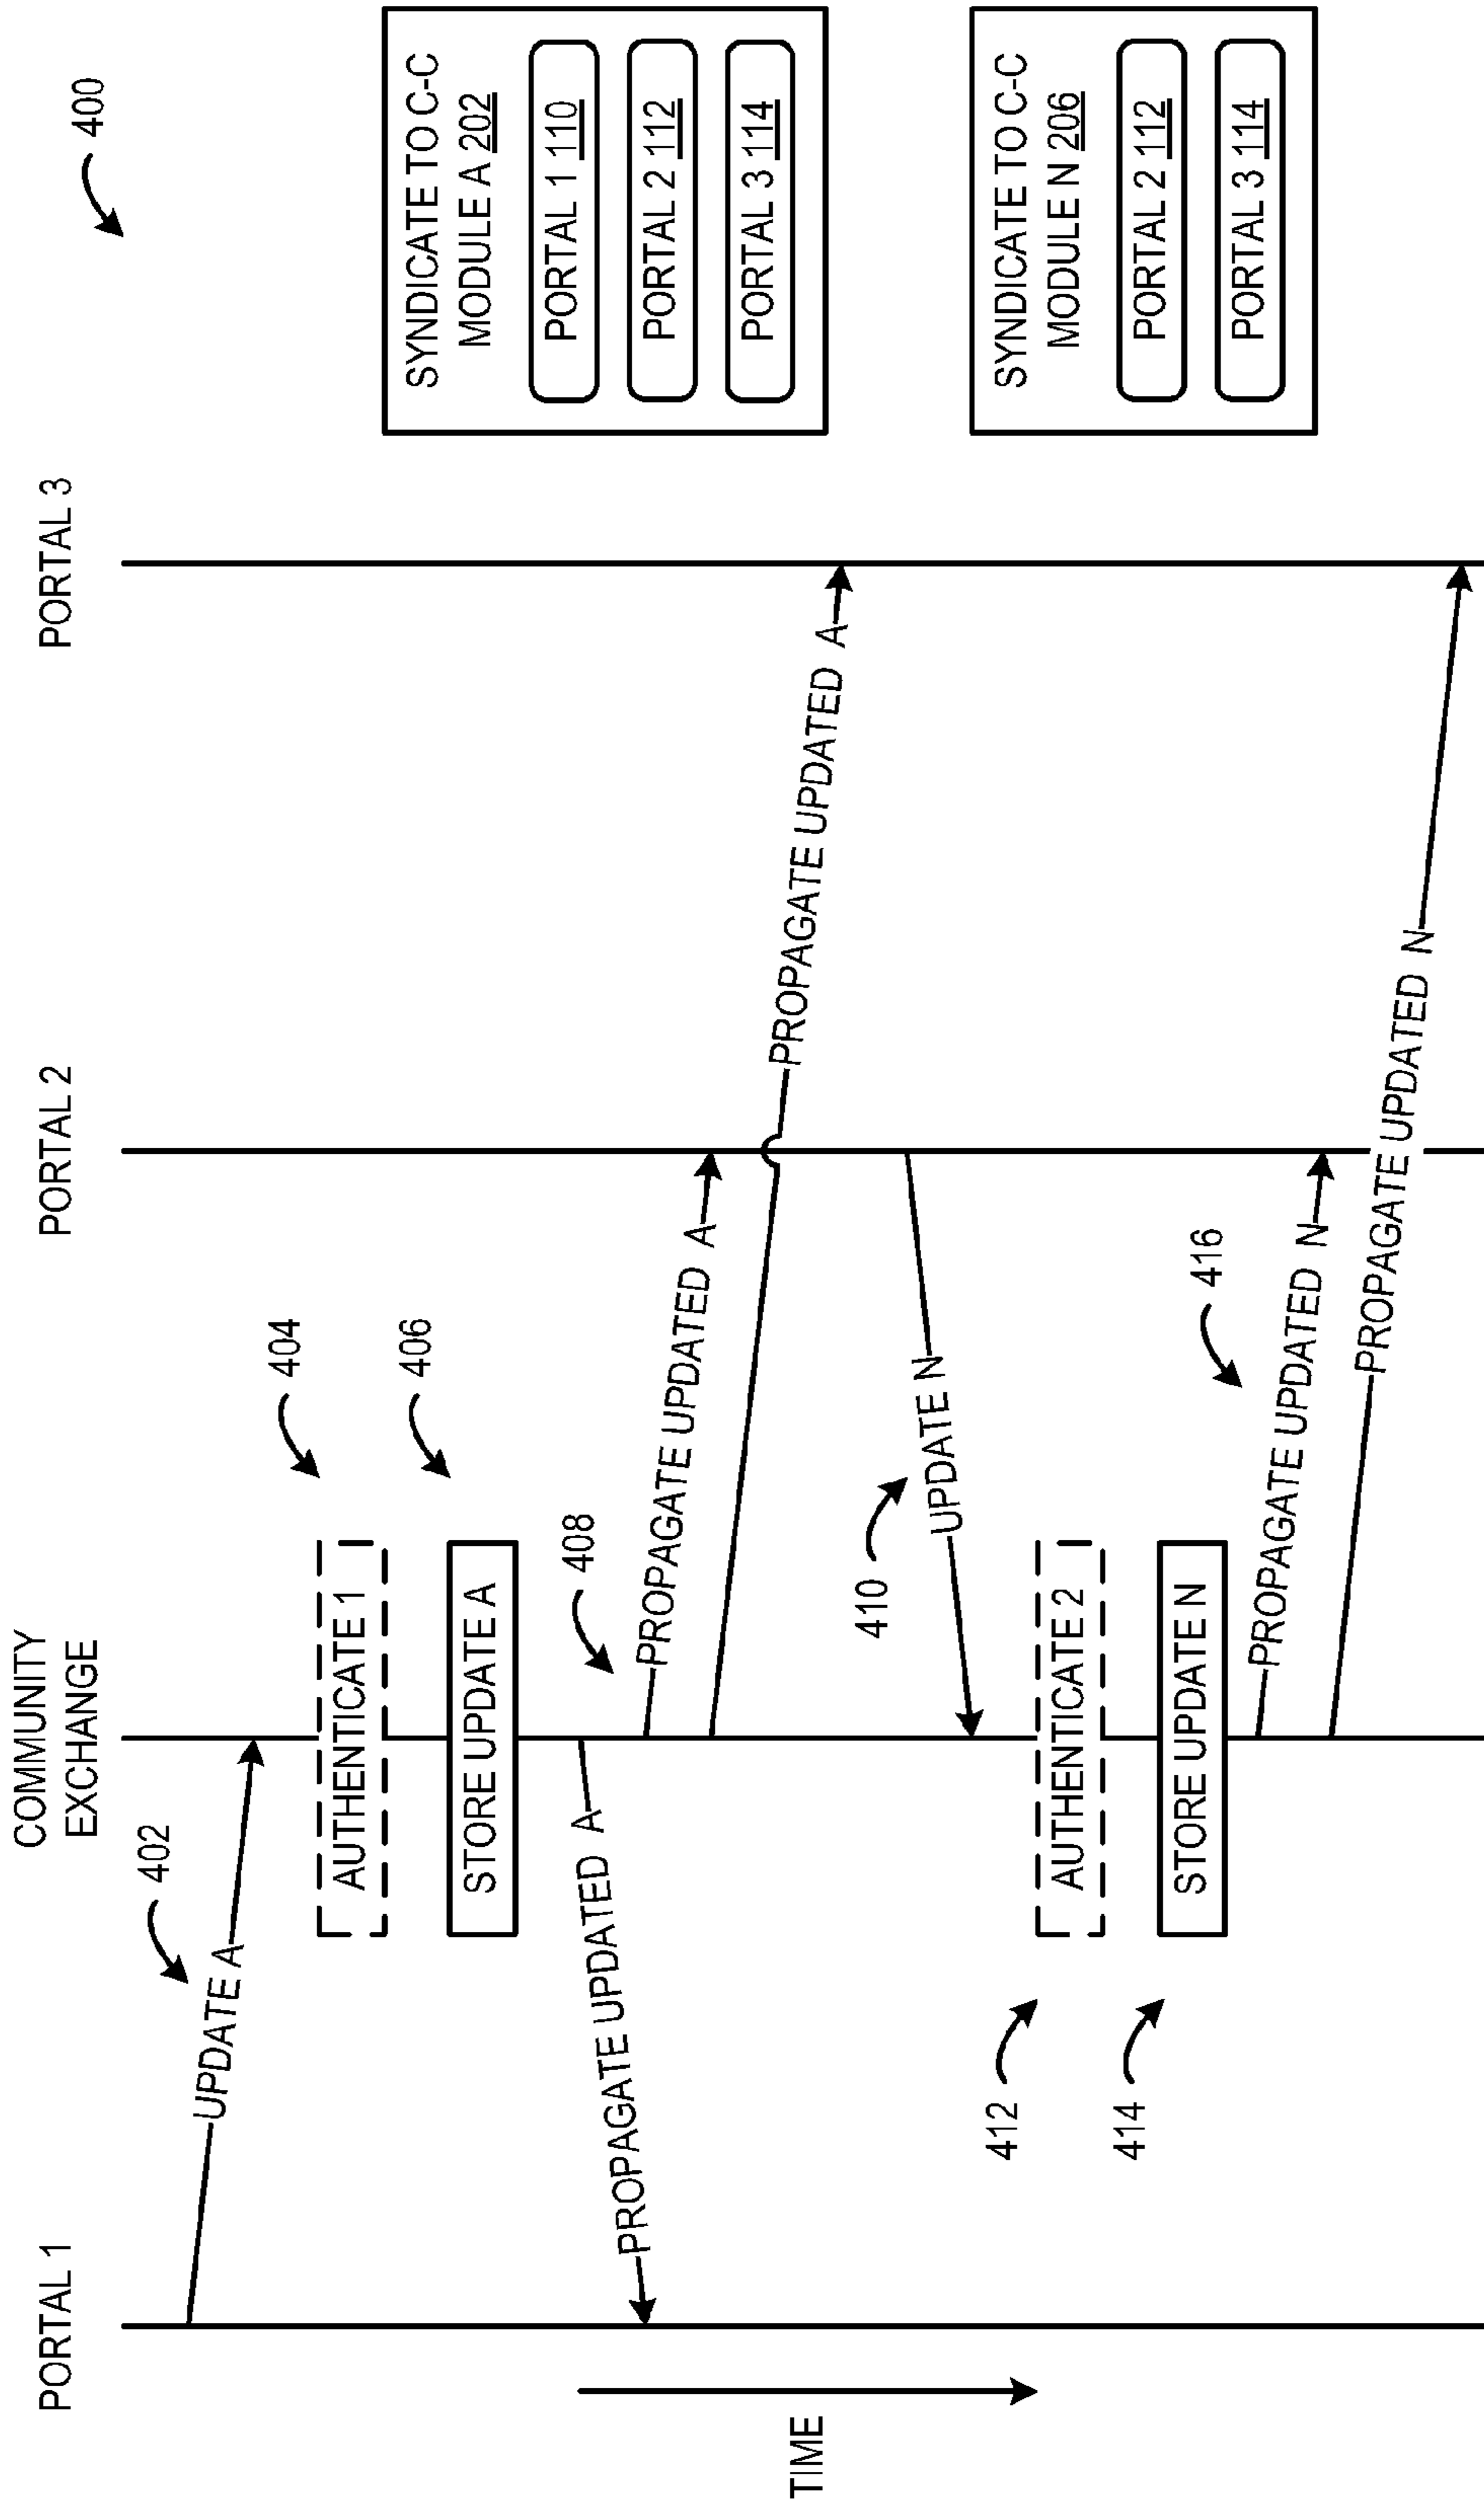 400
PORTAL 1
COMMUNITY
EXCHANGE
PORTAL 2
PORTAL 3
402
UPDATE A
404
AUTHENTICATE 1
406
STORE UPDATE A
408
PROPAGATE UPDATED A
PROPAGATE UPDATED A
PROPAGATE UPDATED A
TIME
410
UPDATE N
412
AUTHENTICATE 2
414
STORE UPDATE N
416
PROPAGATE UPDATED N
PROPAGATE UPDATED N
SYNDICATE TO C-C
MODULE A 202
PORTAL 1 110
PORTAL 2 112
PORTAL 3 114
SYNDICATE TO C-C
MODULE N 206
PORTAL 2 112
PORTAL 3 114